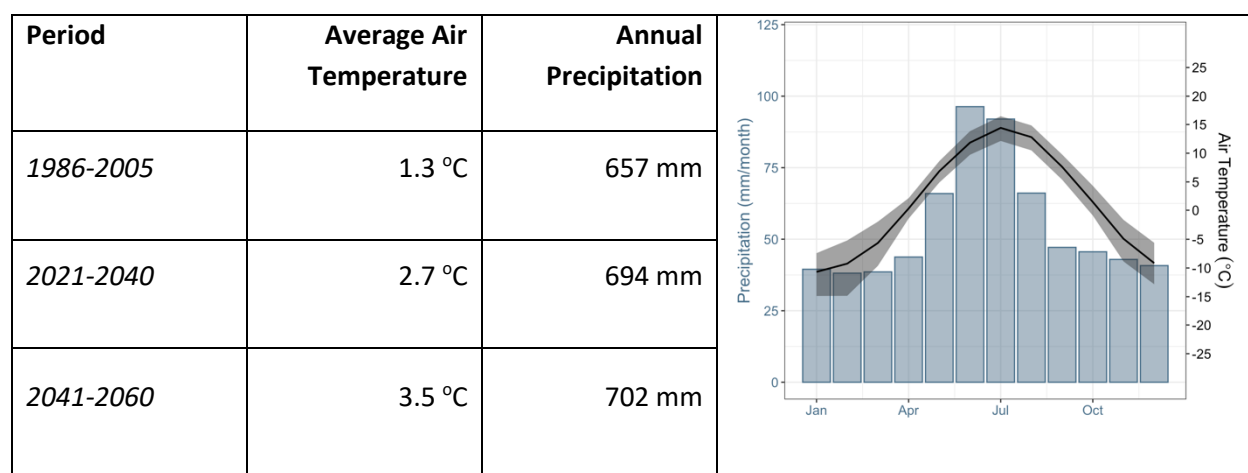 Period
Average Air
Temperature
Annual
Precipitation
1986-2005
1.3 °C
657 mm
2021-2040
2.7 °C
694 mm
2041-2060
3.5 °C
702 mm
125
100
75
50
25
0
Precipitation (mm/month)
Jan
Apr
Jul
Oct
25
20
15
10
5
0
-5
-10
-15
-20
-25
Air Temperature (°C)